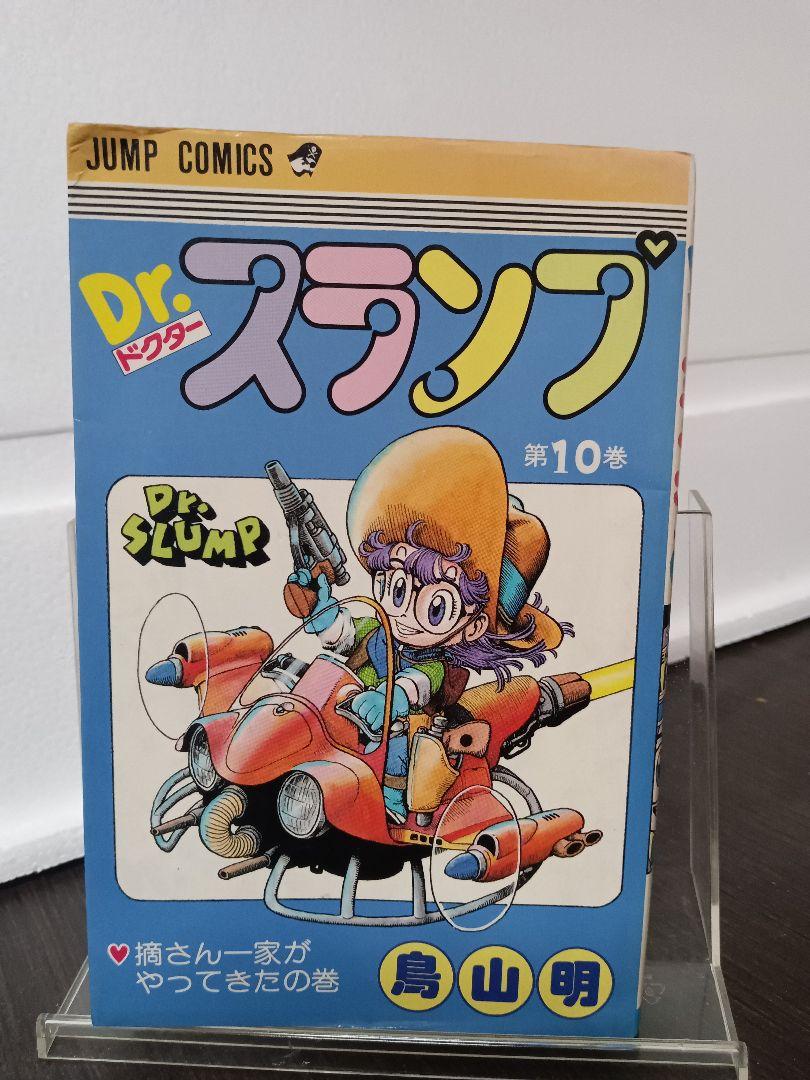 JUMP COMICS
Dr.
ドクター
スランプ
第10巻
Dr.
SLUMP
♥摘さん一家が
やってきたの巻
鳥山明